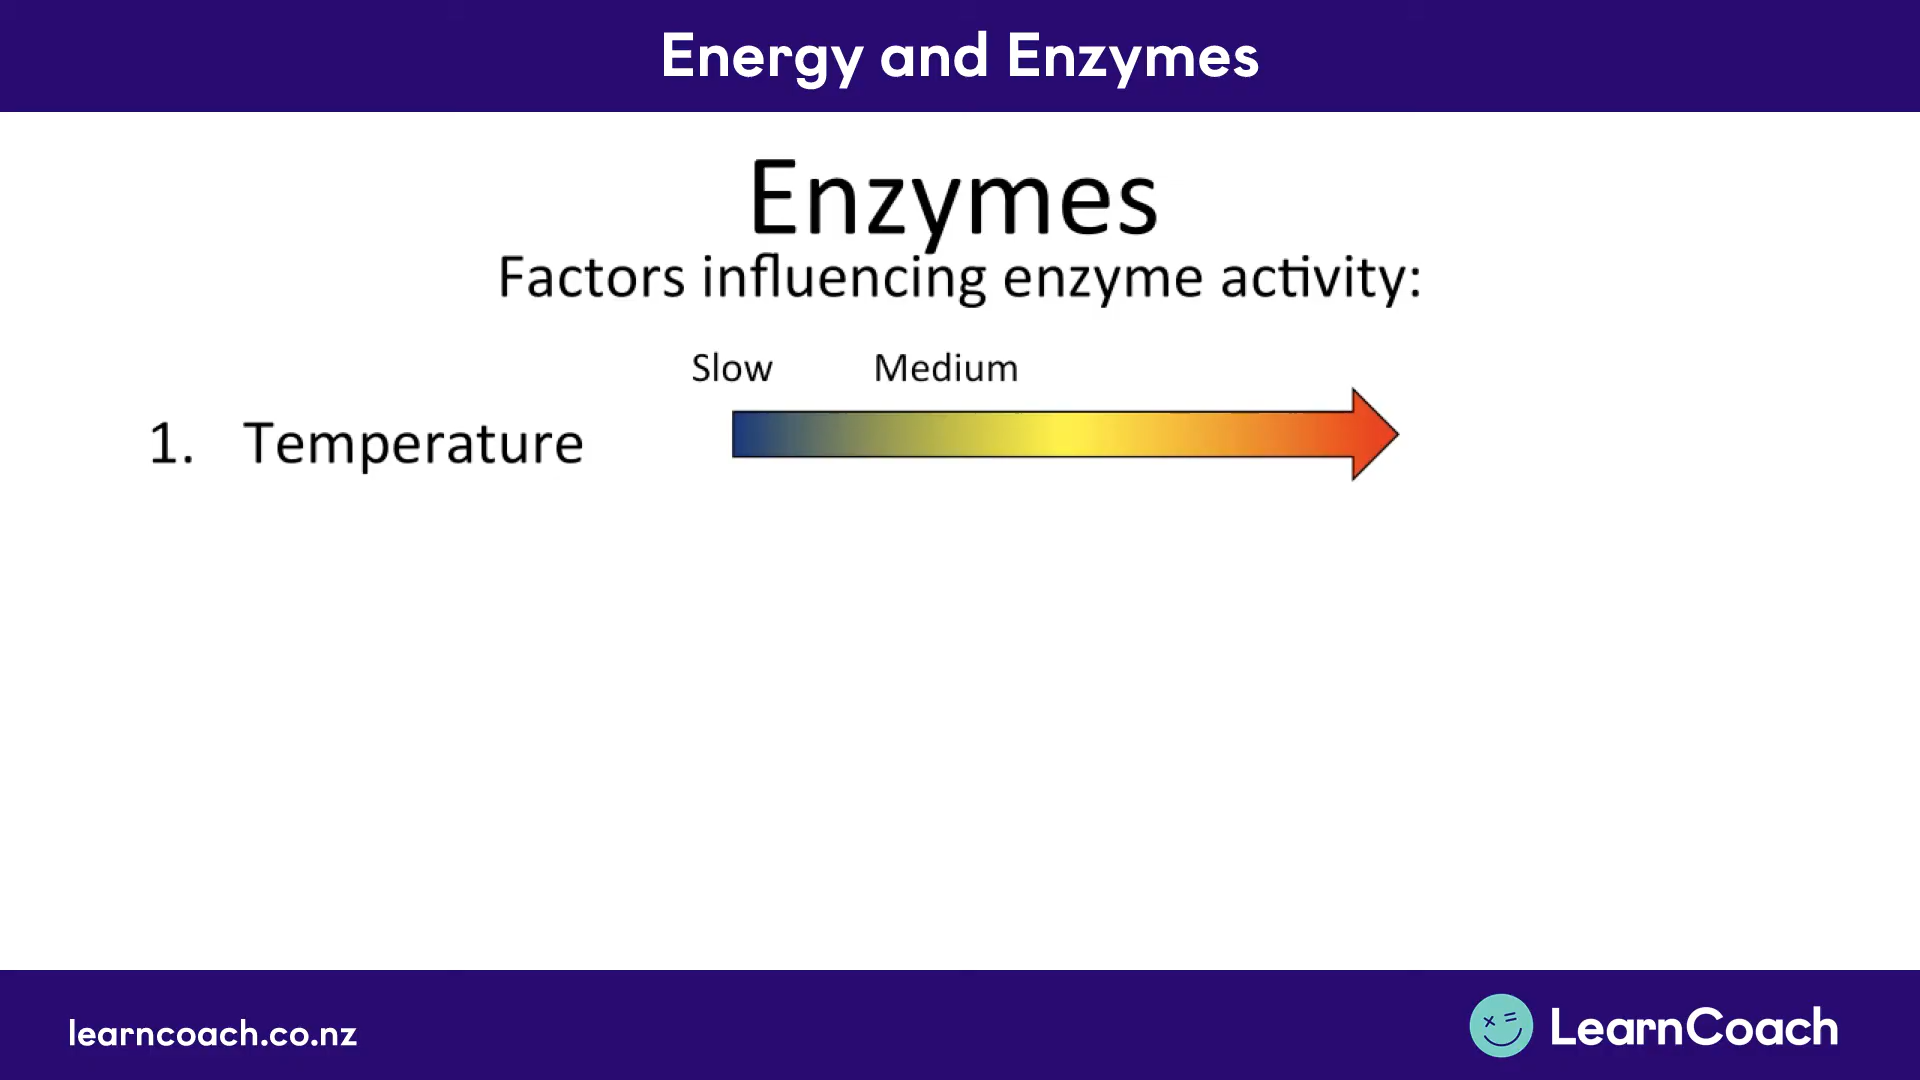 Energy and Enzymes
Enzymes
Factors influencing enzyme activity:
Slow Medium
1. Temperature
learncoach.co.nz
LearnCoach